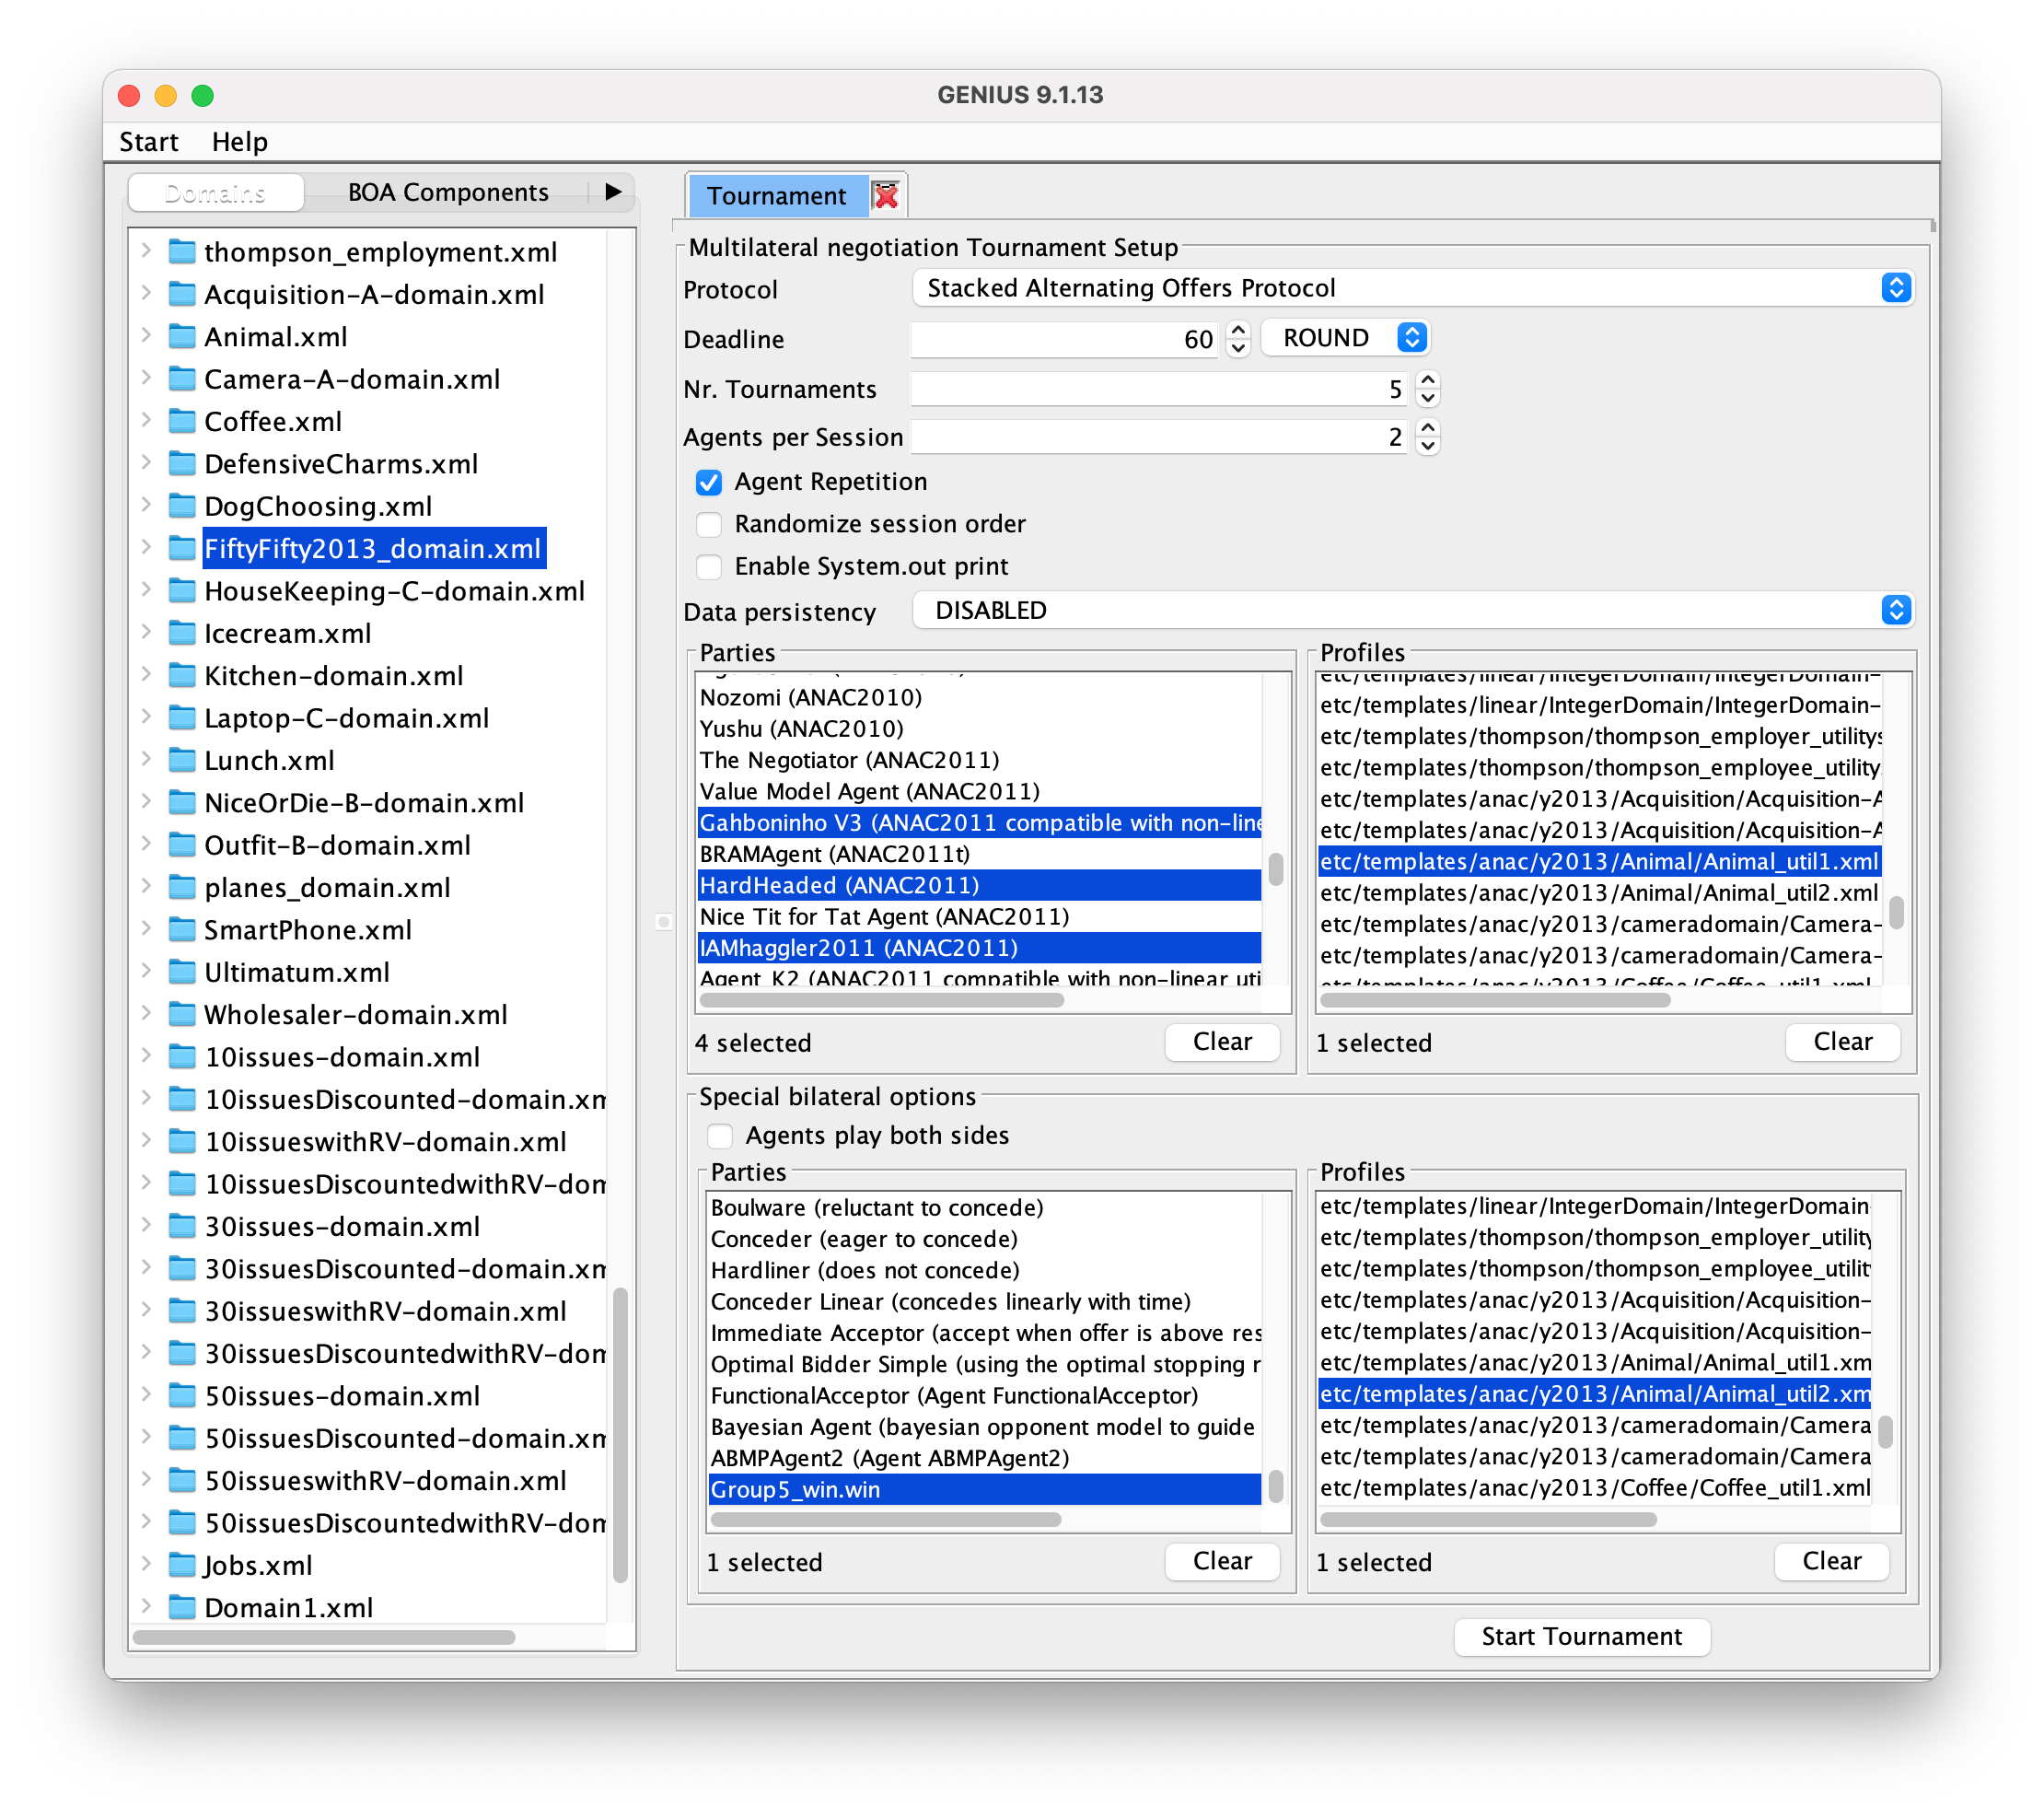 GENIUS 9.1.13
Start Help
Domains BOA Components
thompson_employment.xml
Acquisition-A-domain.xml
Animal.xml
Camera-A-domain.xml
Coffee.xml
DefensiveCharms.xml
DogChoosing.xml
FiftyFifty2013_domain.xml
HouseKeeping-C-domain.xml
Icecream.xml
Kitchen-domain.xml
Laptop-C-domain.xml
Lunch.xml
NiceOrDie-B-domain.xml
Outfit-B-domain.xml
planes_domain.xml
SmartPhone.xml
Ultimatum.xml
Wholesaler-domain.xml
10issues-domain.xml
10issuesDiscounted-domain.xm
10issueswithRV-domain.xml
10issuesDiscountedwithRV-dom
30issues-domain.xml
30issuesDiscounted-domain.xm
30issueswithRV-domain.xml
30issuesDiscountedwithRV-dom
50issues-domain.xml
50issuesDiscounted-domain.xm
50issueswithRV-domain.xml
50issuesDiscountedwithRV-dom
Jobs.xml
Domain1.xml
Tournament
Multilateral negotiation Tournament Setup
Protocol Stacked Alternating Offers Protocol
Deadline 60 ROUND
Nr. Tournaments 5
Agents per Session 2
Agent Repetition
Randomize session order
Enable System.out print
Data persistency DISABLED
Parties
Nozomi (ANAC2010)
Yushu (ANAC2010)
The Negotiator (ANAC2011)
Value Model Agent (ANAC2011)
Gahboninho V3 (ANAC2011 compatible with non-line
BRAMAgent (ANAC2011t)
HardHeaded (ANAC2011)
Nice Tit for Tat Agent (ANAC2011)
IAMhaggler2011 (ANAC2011)
Agent K2 (ANAC2011 compatible with non-linear uti
4 selected Clear
Profiles
etc/templates/linear/IntegerDomain/IntegerDomain-
etc/templates/linear/IntegerDomain/IntegerDomain-
etc/templates/thompson/thompson_employer_utilitys
etc/templates/thompson/thompson_employee_utility
etc/templates/anac/y2013/Acquisition/Acquisition-A
etc/templates/anac/y2013/Acquisition/Acquisition-A
etc/templates/anac/y2013/Animal/Animal_util1.xml
etc/templates/anac/y2013/Animal/Animal_util2.xml
etc/templates/anac/y2013/cameradomain/Camera-
etc/templates/anac/y2013/cameradomain/Camera-
etc/templates/anac/y2013/Coffee/Coffee_util1.xml
1 selected Clear
Special bilateral options
Agents play both sides
Parties
Boulware (reluctant to concede)
Conceder (eager to concede)
Hardliner (does not concede)
Conceder Linear (concedes linearly with time)
Immediate Acceptor (accept when offer is above res
Optimal Bidder Simple (using the optimal stopping r
FunctionalAcceptor (Agent FunctionalAcceptor)
Bayesian Agent (bayesian opponent model to guide
ABMPAgent2 (Agent ABMPAgent2)
Group5_win.win
1 selected Clear
Profiles
etc/templates/linear/IntegerDomain/IntegerDomain-
etc/templates/thompson/thompson_employer_utility
etc/templates/thompson/thompson_employee_utilit
etc/templates/anac/y2013/Acquisition/Acquisition-
etc/templates/anac/y2013/Acquisition/Acquisition-
etc/templates/anac/y2013/Animal/Animal_util1.xm
etc/templates/anac/y2013/Animal/Animal_util2.xm
etc/templates/anac/y2013/cameradomain/Camera
etc/templates/anac/y2013/cameradomain/Camera
etc/templates/anac/y2013/Coffee/Coffee_util1.xml
1 selected Clear
Start Tournament